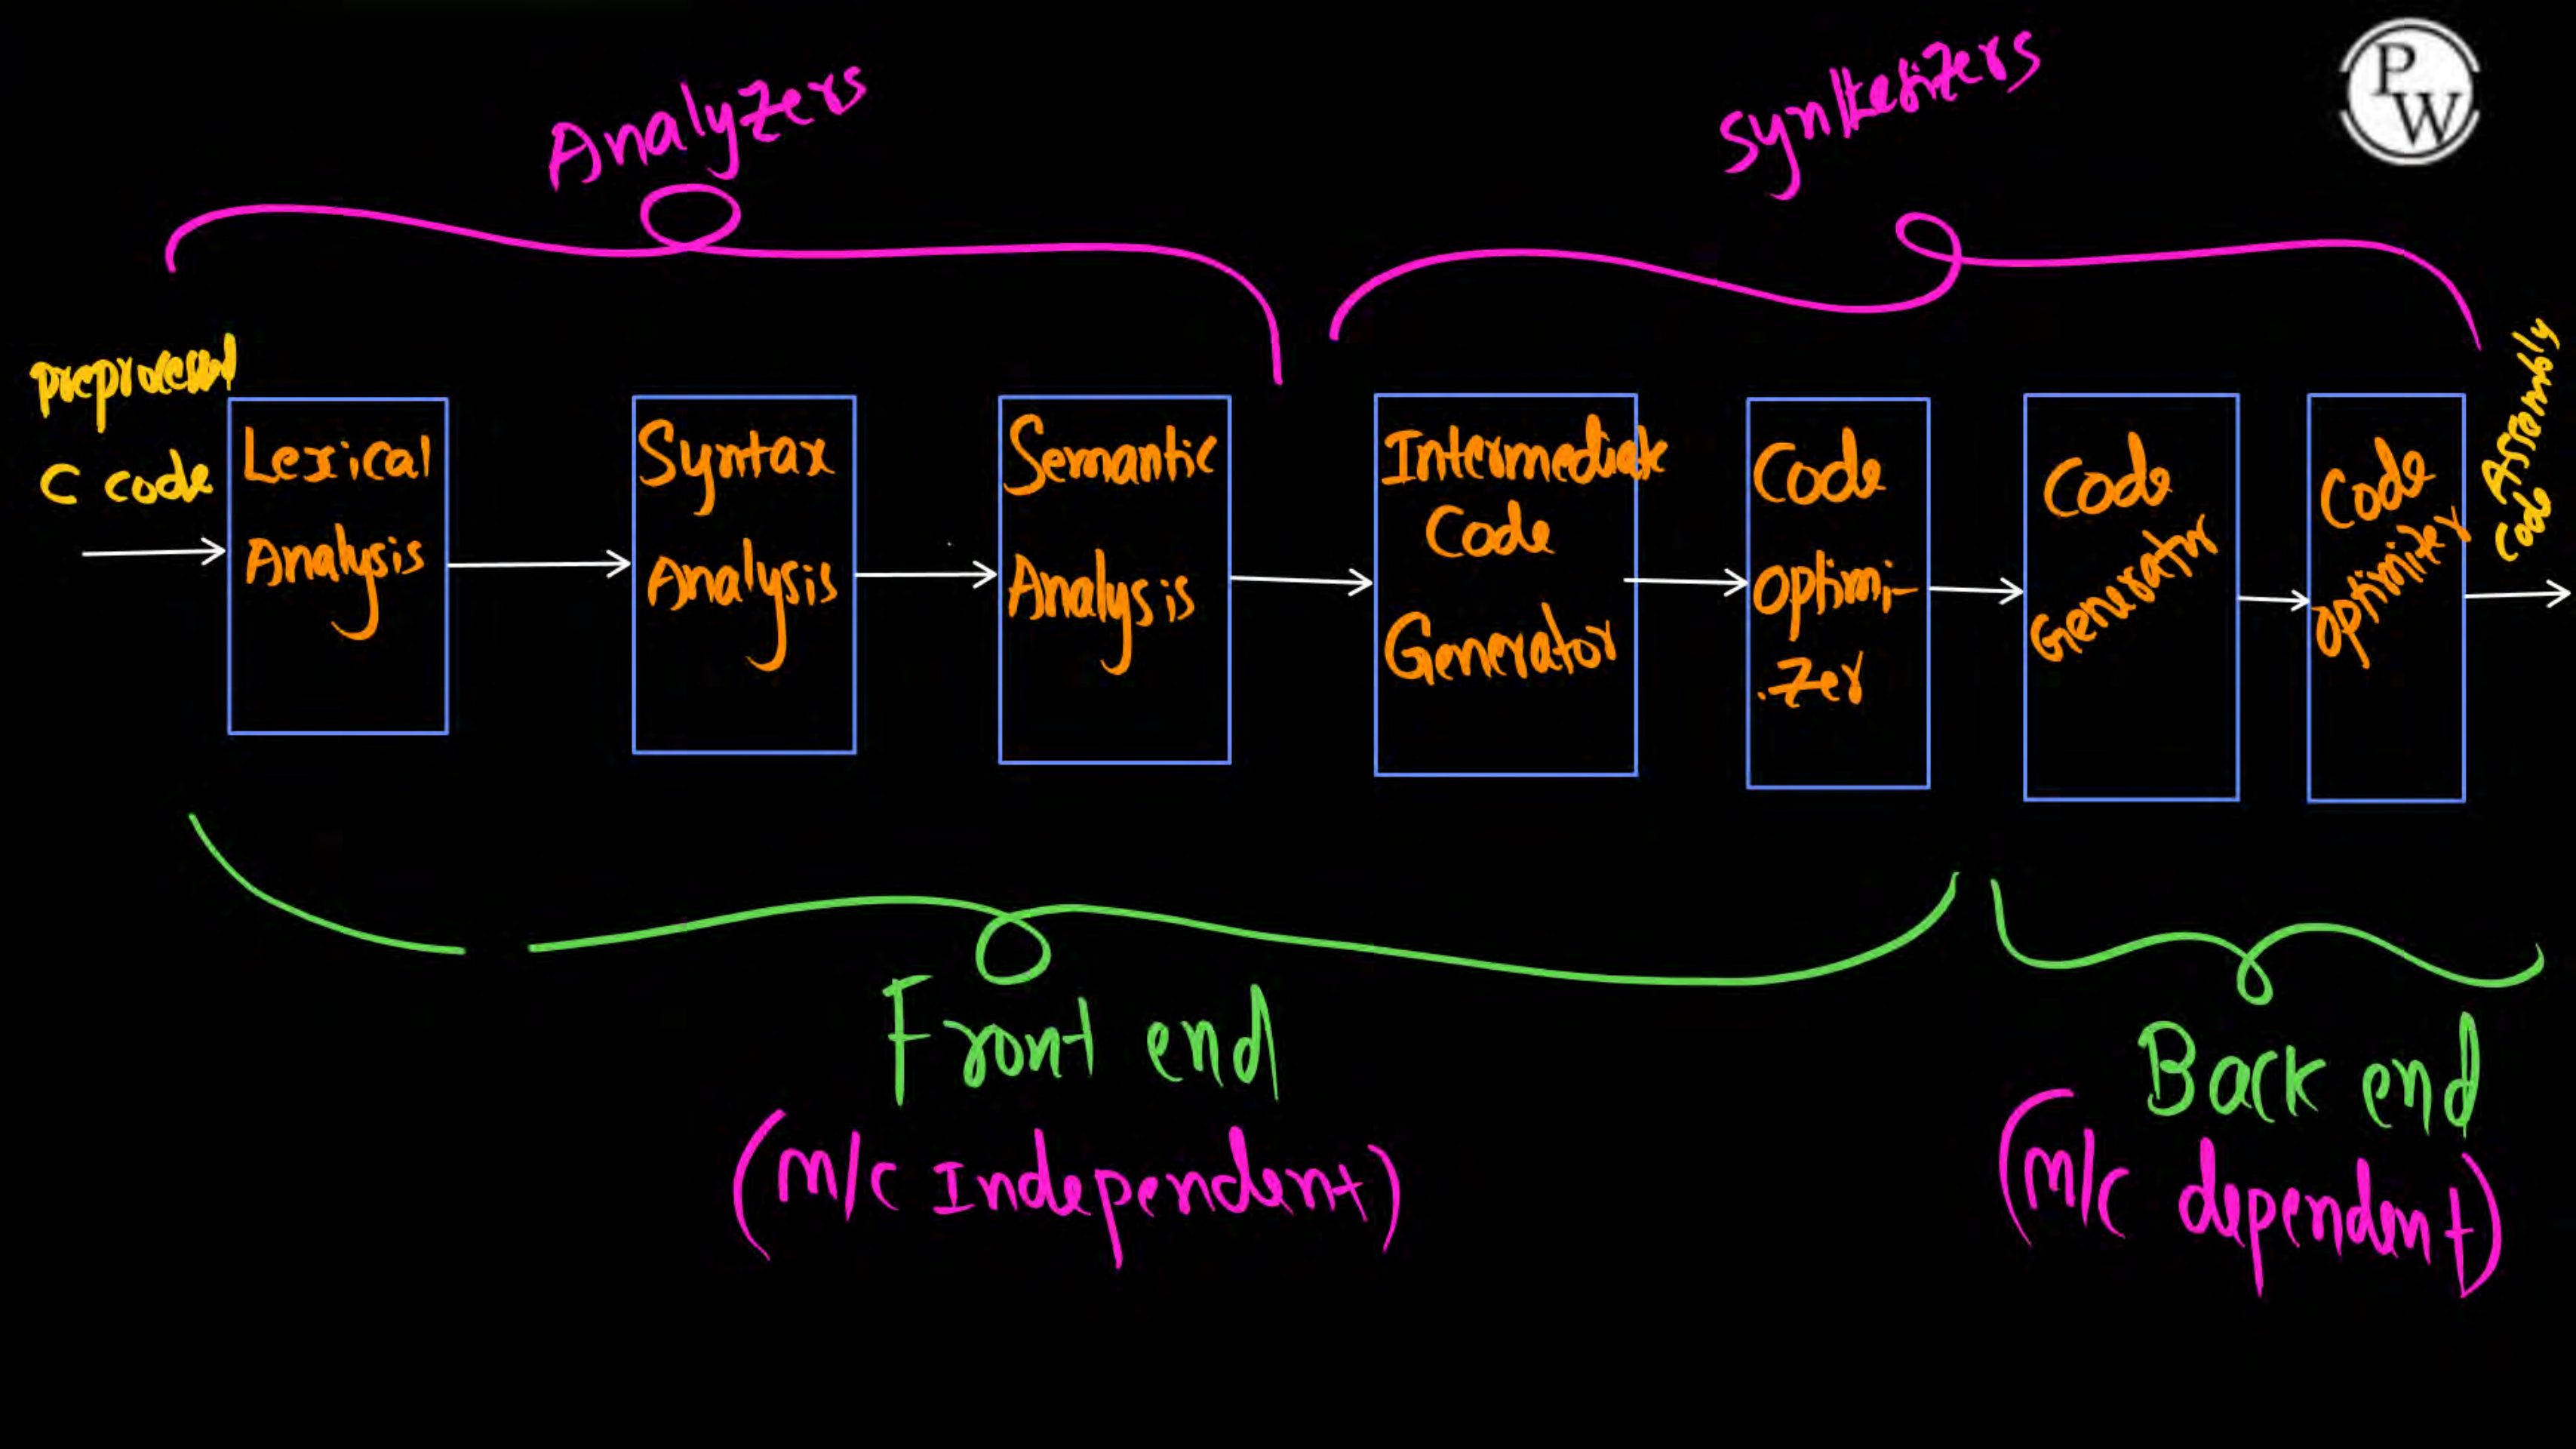 Analyzers
Synthesizers
PW
preprocessed
C code
Lexical
Analysis
Syntax
Analysis
Semantic
Analysis
Intermediate
Code
Generator
Code
Optimi-
zer
Code
Generator
Code
Optimizer
Assembly
Code
Front end
(m/c Independent)
Back end
(m/c dependent)